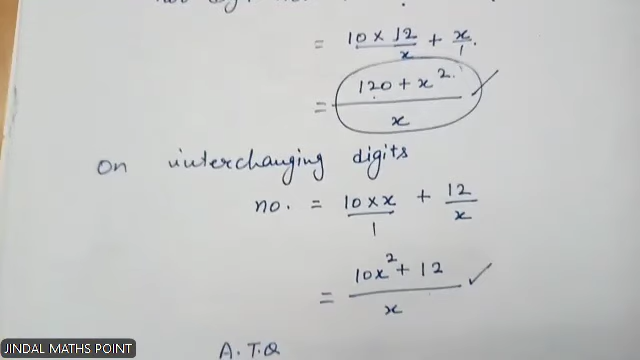 = 10 × 12/x + x/1.
= (120 + x²)/x ✓
On interchanging digits
no. = (10 × x)/1 + 12/x
= (10x² + 12)/x ✓
A.T.Q
JINDAL MATHS POINT